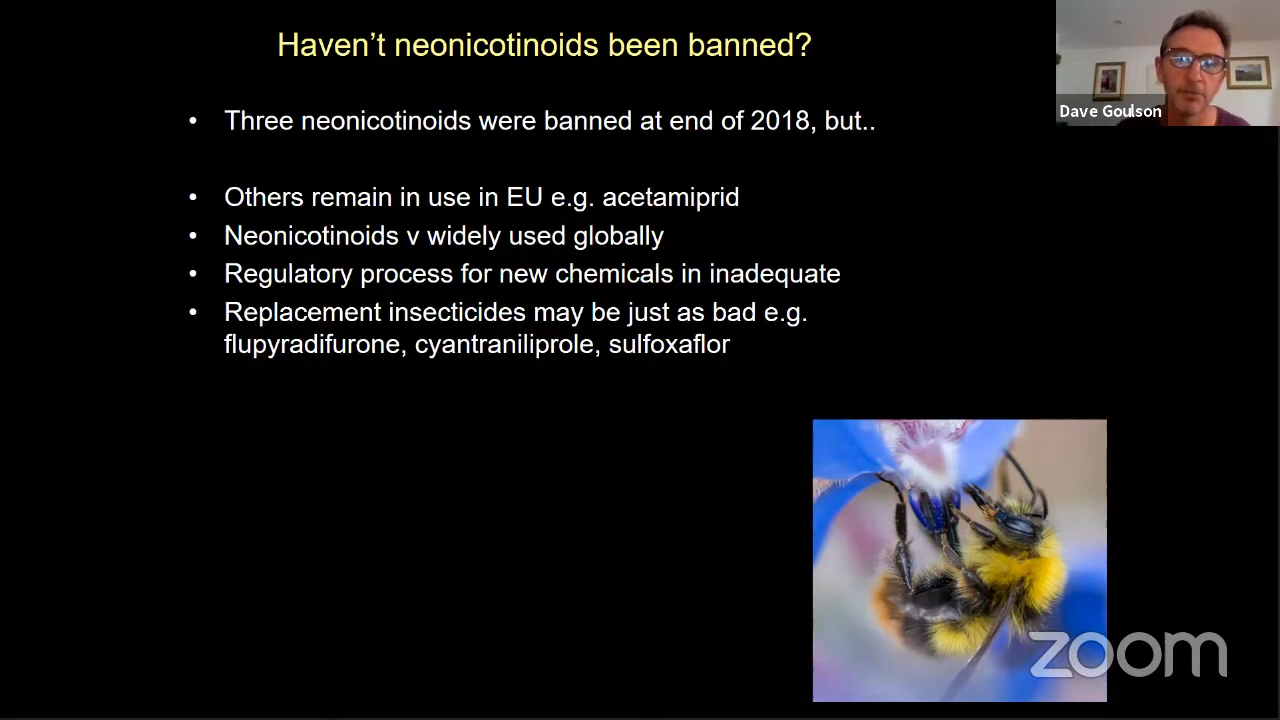 Haven't neonicotinoids been banned?
Dave Goulson
• Three neonicotinoids were banned at end of 2018, but..
• Others remain in use in EU e.g. acetamiprid
• Neonicotinoids v widely used globally
• Regulatory process for new chemicals in inadequate
• Replacement insecticides may be just as bad e.g.
flupyradifurone, cyantraniliprole, sulfoxaflor
zoom